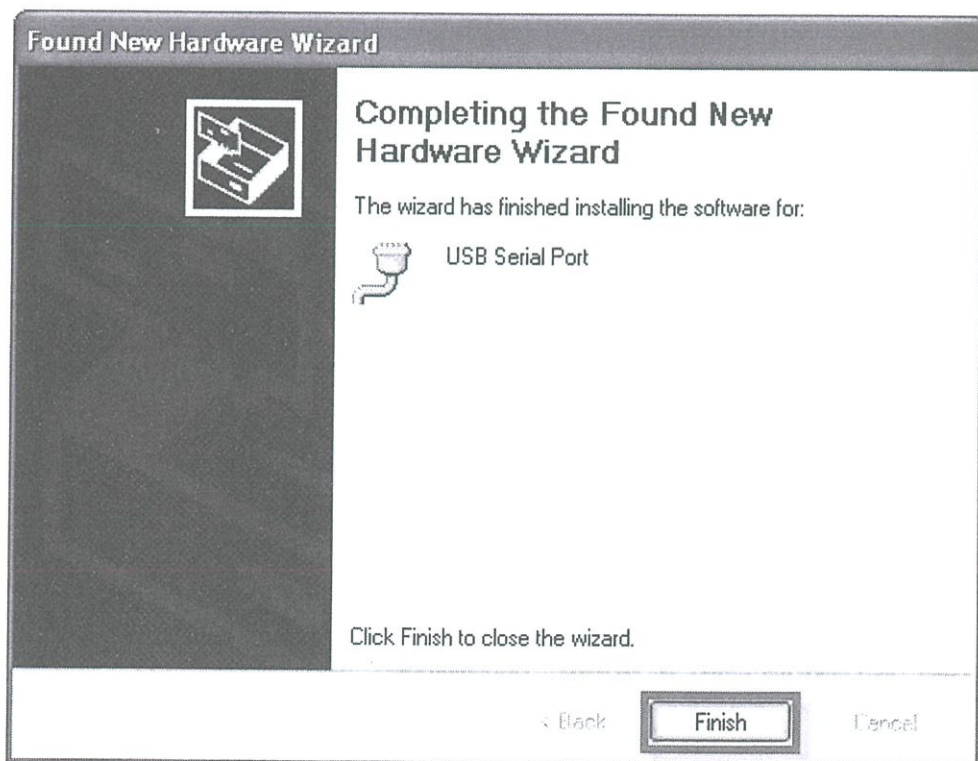 Found New Hardware Wizard
Completing the Found New
Hardware Wizard
The wizard has finished installing the software for:
USB Serial Port
Click Finish to close the wizard.
< Back Finish Cancel